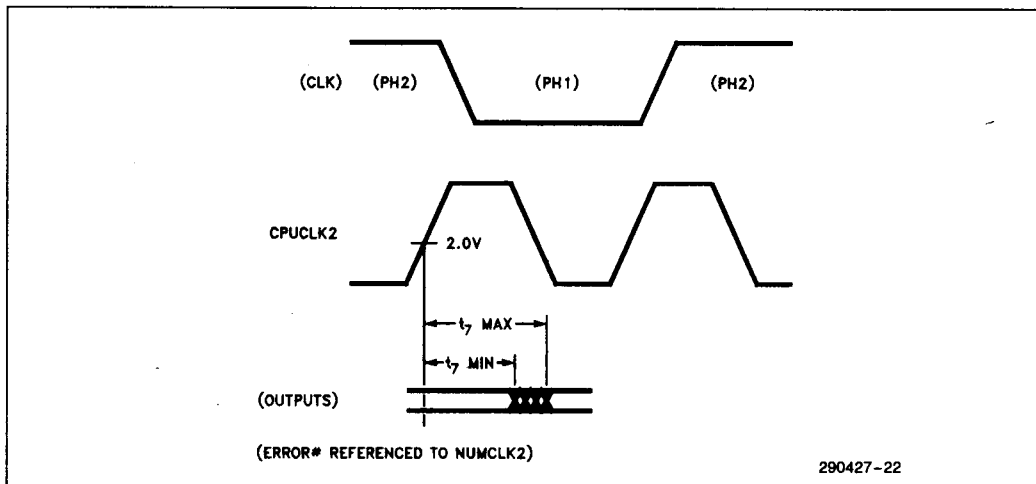 (CLK) (PH2) (PH1) (PH2)
CPUCLK2
2.0V
t7 MAX
t7 MIN
(OUTPUTS)
(ERROR# REFERENCED TO NUMCLK2)
290427-22